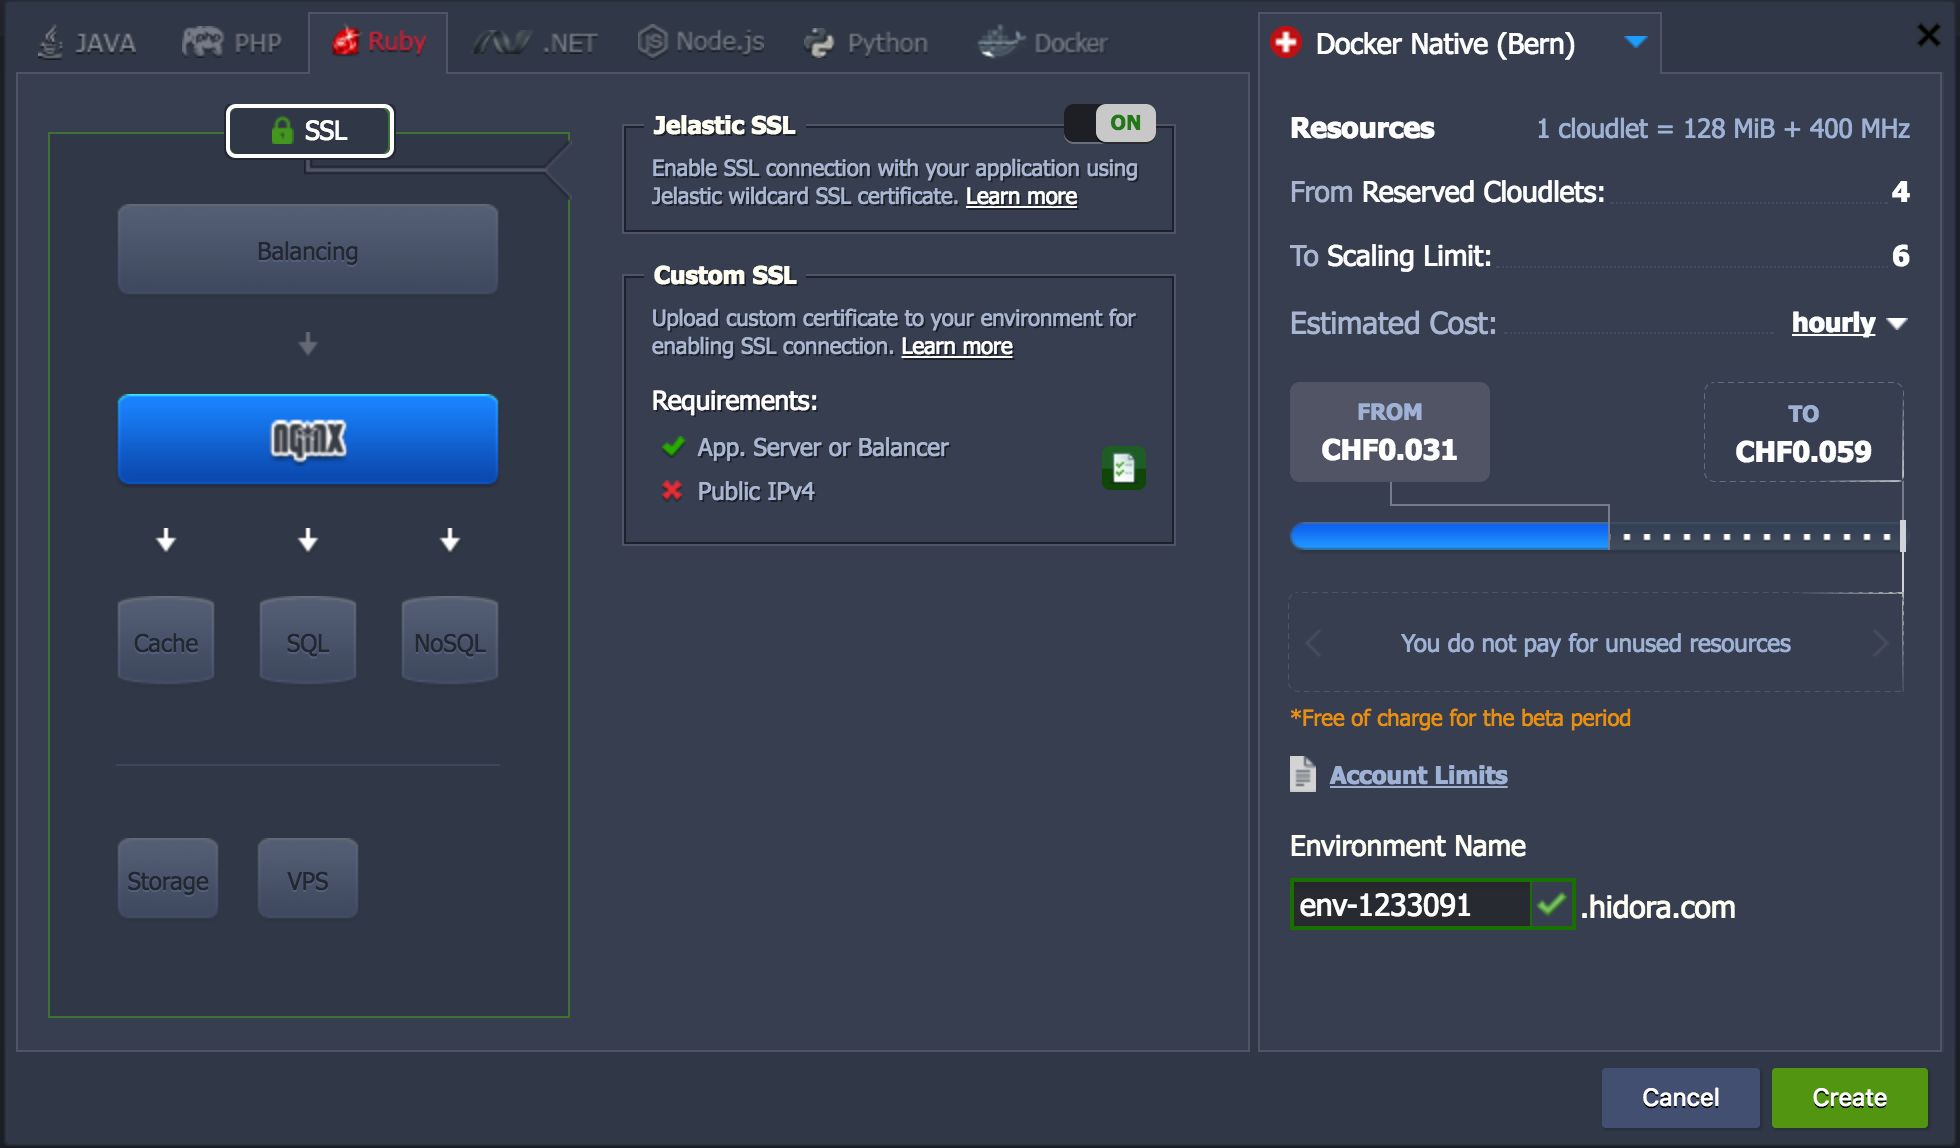 JAVA
PHP
Ruby
.NET
Node.js
Python
Docker
SSL
Balancing
NGINX
Cache
SQL
NoSQL
Storage
VPS
Jelastic SSL
ON
Enable SSL connection with your application using
Jelastic wildcard SSL certificate. Learn more
Custom SSL
Upload custom certificate to your environment for
enabling SSL connection. Learn more
Requirements:
App. Server or Balancer
Public IPv4
Docker Native (Bern)
Resources 1 cloudlet = 128 MiB + 400 MHz
From Reserved Cloudlets: 4
To Scaling Limit: 6
Estimated Cost: hourly
FROM
CHF0.031
TO
CHF0.059
You do not pay for unused resources
*Free of charge for the beta period
Account Limits
Environment Name
env-1233091 .hidora.com
Cancel
Create